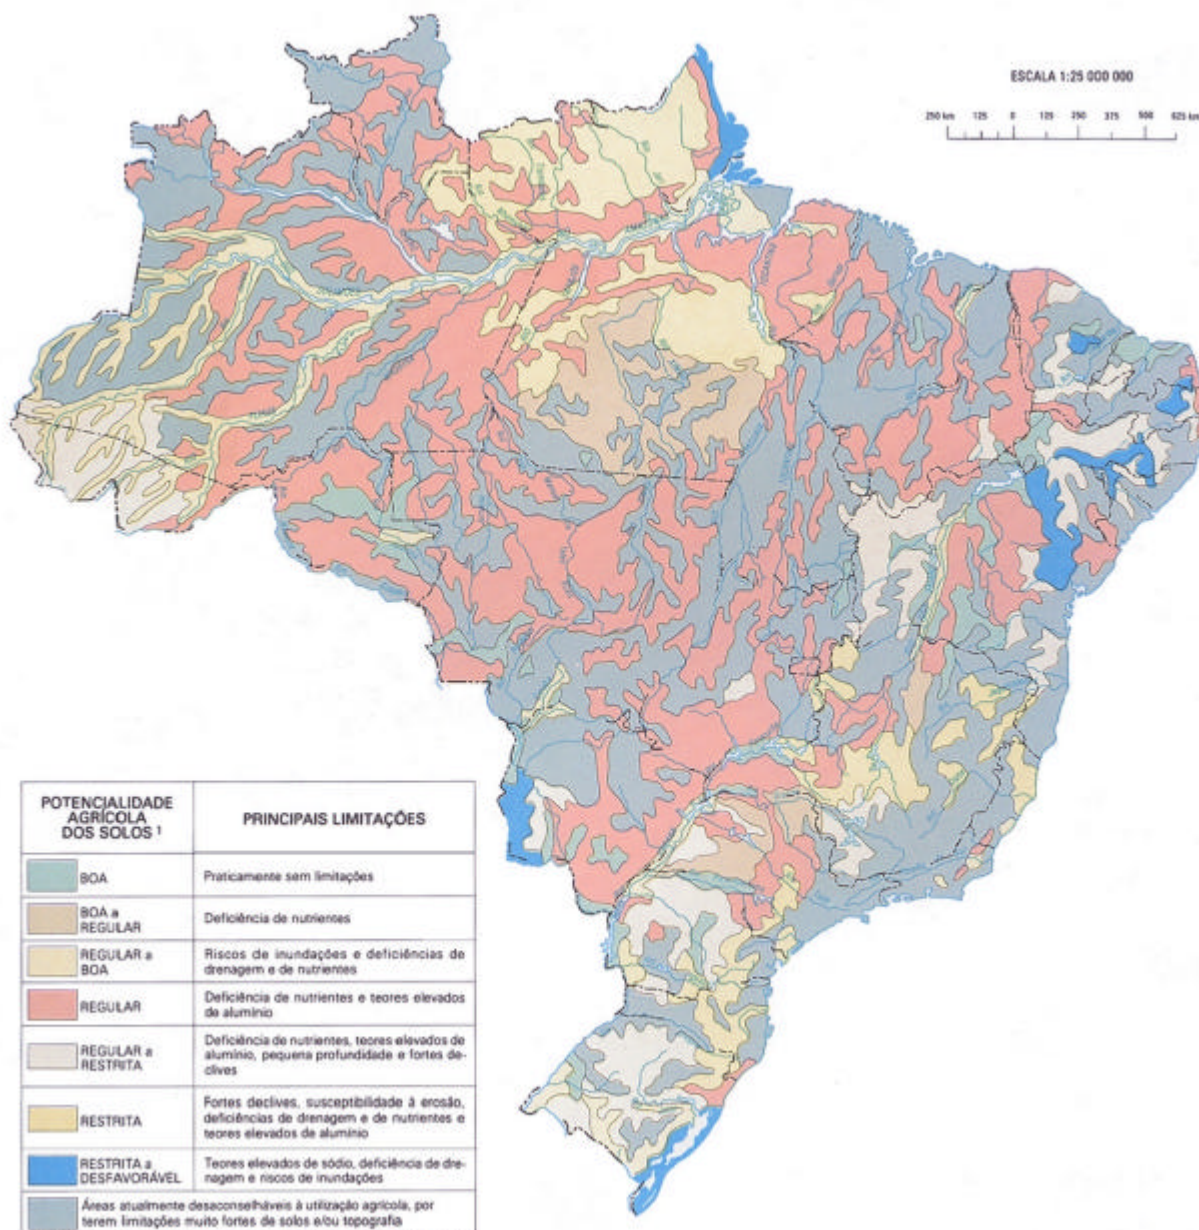 ESCALA 1:25 000 000
250 km 125 0 125 250 375 500 625 km
POTENCIALIDADE
AGRÍCOLA
DOS SOLOS ¹
PRINCIPAIS LIMITAÇÕES
BOA
Praticamente sem limitações
BOA a
REGULAR
Deficiência de nutrientes
REGULAR a
BOA
Riscos de inundações e deficiências de
drenagem e de nutrientes
REGULAR
Deficiência de nutrientes e teores elevados
de alumínio
REGULAR a
RESTRITA
Deficiência de nutrientes, teores elevados de
alumínio, pequena profundidade e fortes de-
clives
RESTRITA
Fortes declives, susceptibilidade à erosão,
deficiências de drenagem e de nutrientes e
teores elevados de alumínio
RESTRITA a
DESFAVORÁVEL
Teores elevados de sódio, deficiência de dre-
nagem e riscos de inundações
Áreas atualmente desaconselháveis à utilização agrícola, por
terem limitações muito fortes de solos e/ou topografia